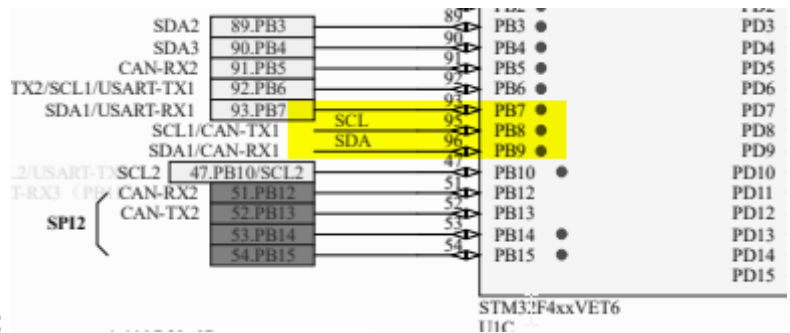 SDA2 89.PB3 89 PB3 PD3
SDA3 90.PB4 90 PB4 PD4
CAN-RX2 91.PB5 91 PB5 PD5
TX2/SCL1/USART-TX1 92.PB6 92 PB6 PD6
SDA1/USART-RX1 93.PB7 93 PB7 PD7
SCL1/CAN-TX1 SCL 95 PB8 PD8
SDA1/CAN-RX1 SDA 96 PB9 PD9
SCL2 47.PB10/SCL2 47 PB10 PD10
CAN-RX2 51.PB12 51 PB12 PD11
CAN-TX2 52.PB13 52 PB13 PD12
SPI2 53.PB14 53 PB14 PD13
54.PB15 54 PB15 PD14
PD15
STM32F4xxVET6
U1C